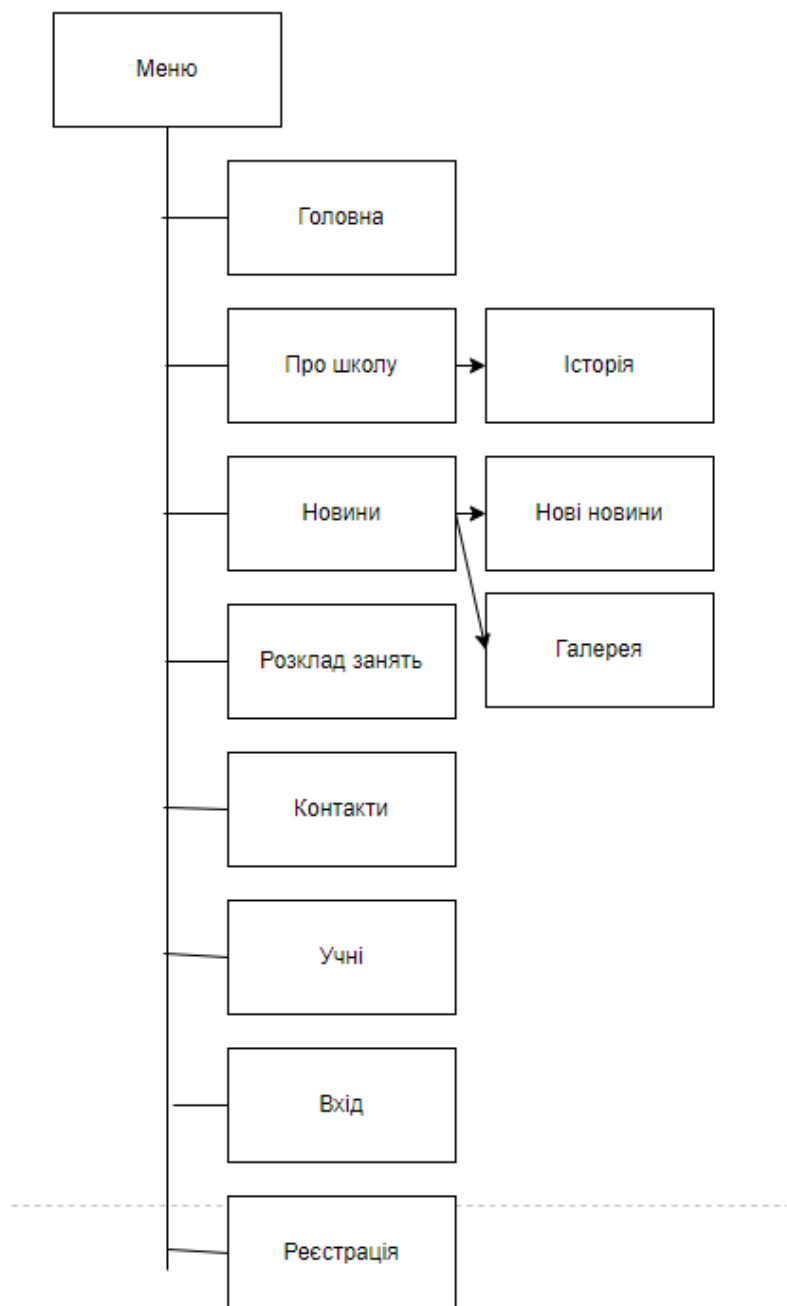 Меню
Головна
Про школу
Історія
Новини
Нові новини
Галерея
Розклад занять
Контакти
Учні
Вхід
Реєстрація